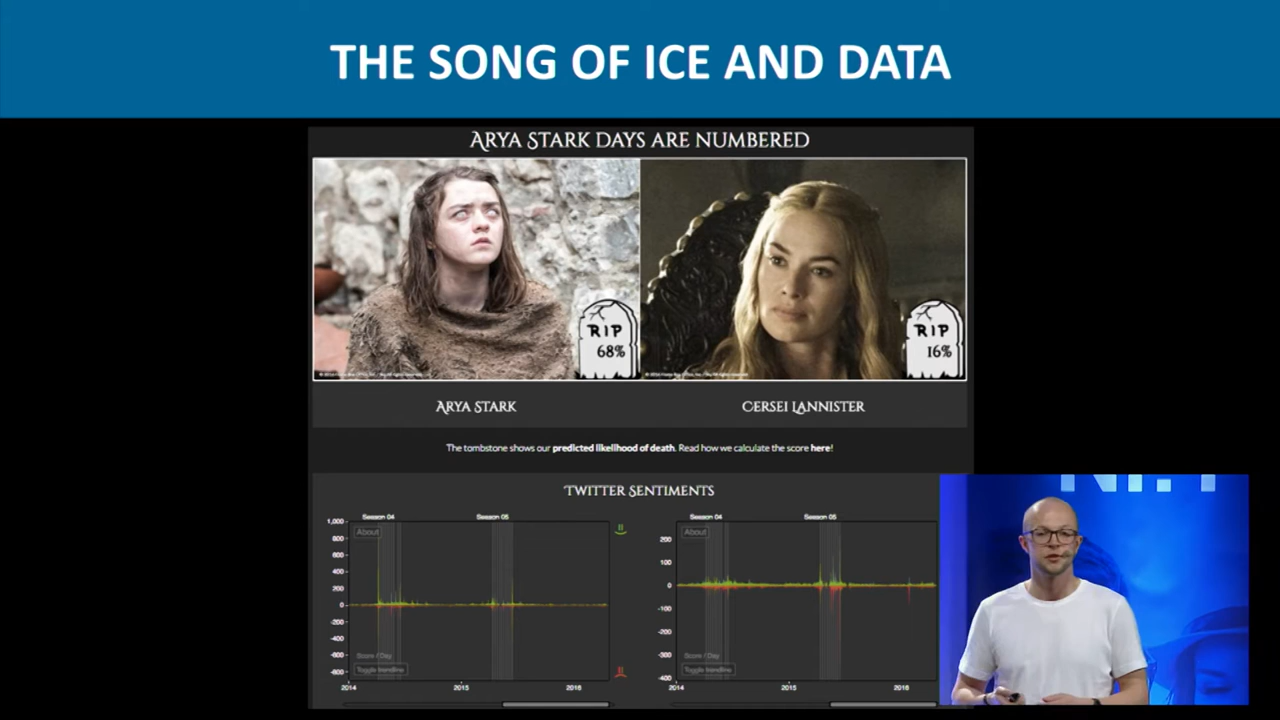 THE SONG OF ICE AND DATA
ARYA STARK DAYS ARE NUMBERED
RIP
68%
RIP
16%
ARYA STARK
CERSEI LANNISTER
The tombstone shows our predicted likelihood of death. Read how we calculate the score here!
TWITTER SENTIMENTS
Season 04
Season 05
1,000
800
600
400
200
0
-200
-400
-600
-800
About
Score / Day
Toggle trendline
2014
2015
2016
Season 04
Season 05
200
100
0
-100
-200
-300
-400
About
Score / Day
Toggle trendline
2014
2015
2016